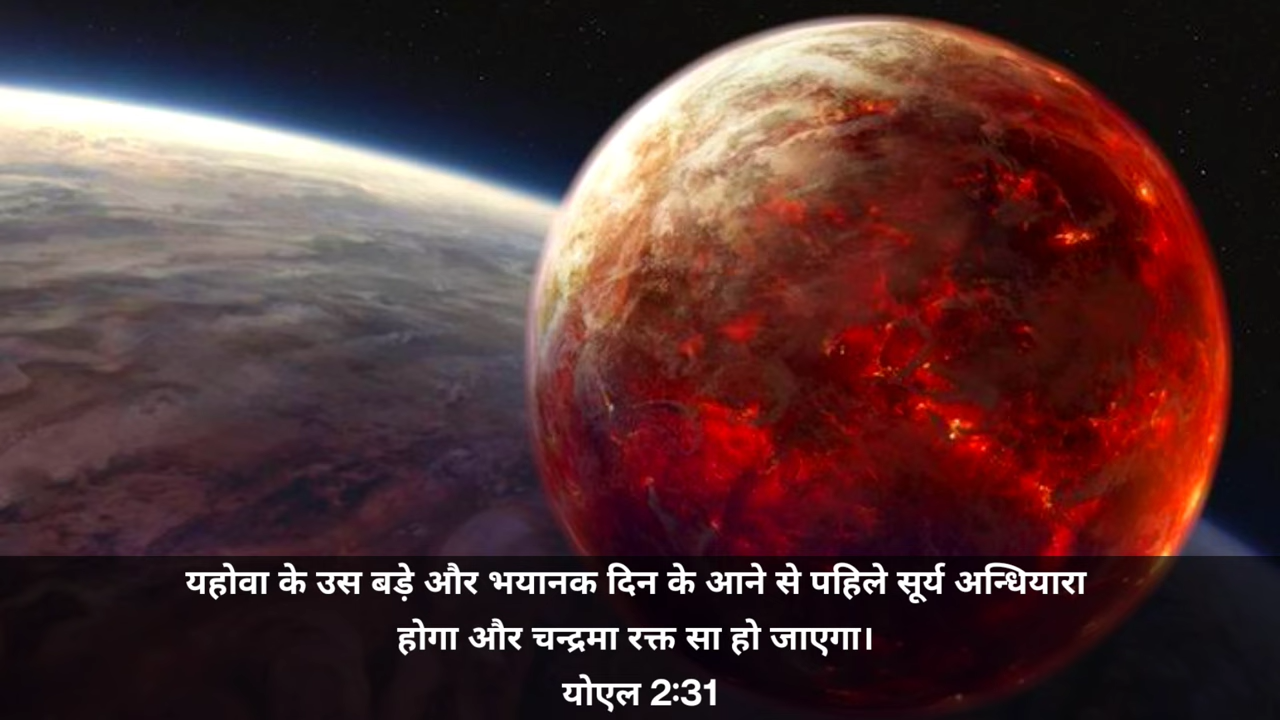 यहोवा के उस बड़े और भयानक दिन के आने से पहिले सूर्य अन्धियारा
होगा और चन्द्रमा रक्त सा हो जाएगा।
योएल 2:31